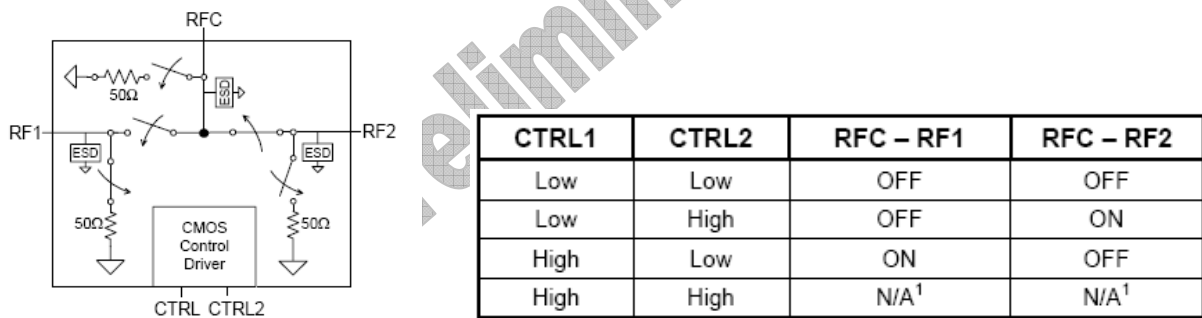 RFC
50Ω
ESD
RF1
RF2
ESD
ESD
50Ω
50Ω
CMOS
Control
Driver
CTRL CTRL2
elimin
CTRL1 CTRL2 RFC – RF1 RFC – RF2
Low Low OFF OFF
Low High OFF ON
High Low ON OFF
High High N/A¹ N/A¹